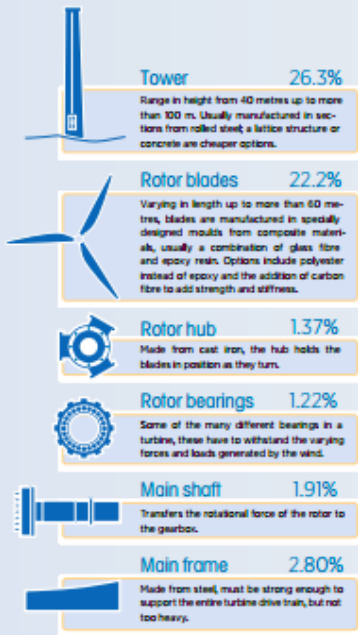 Tower 26.3%
Range in height from 40 metres up to more
than 100 m. Usually manufactured in sec-
tions from rolled steel; a lattice structure or
concrete are cheaper options.
Rotor blades 22.2%
Varying in length up to more than 60 me-
tres, blades are manufactured in specially
designed moulds from composite materi-
als, usually a combination of glass fibre
and epoxy resin. Options include polyester
instead of epoxy and the addition of carbon
fibre to add strength and stiffness.
Rotor hub 1.37%
Made from cast iron, the hub holds the
blades in position as they turn.
Rotor bearings 1.22%
Some of the many different bearings in a
turbine, these have to withstand the varying
forces and loads generated by the wind.
Main shaft 1.91%
Transfers the rotational force of the rotor to
the gearbox.
Main frame 2.80%
Made from steel, must be strong enough to
support the entire turbine drive train, but not
too heavy.